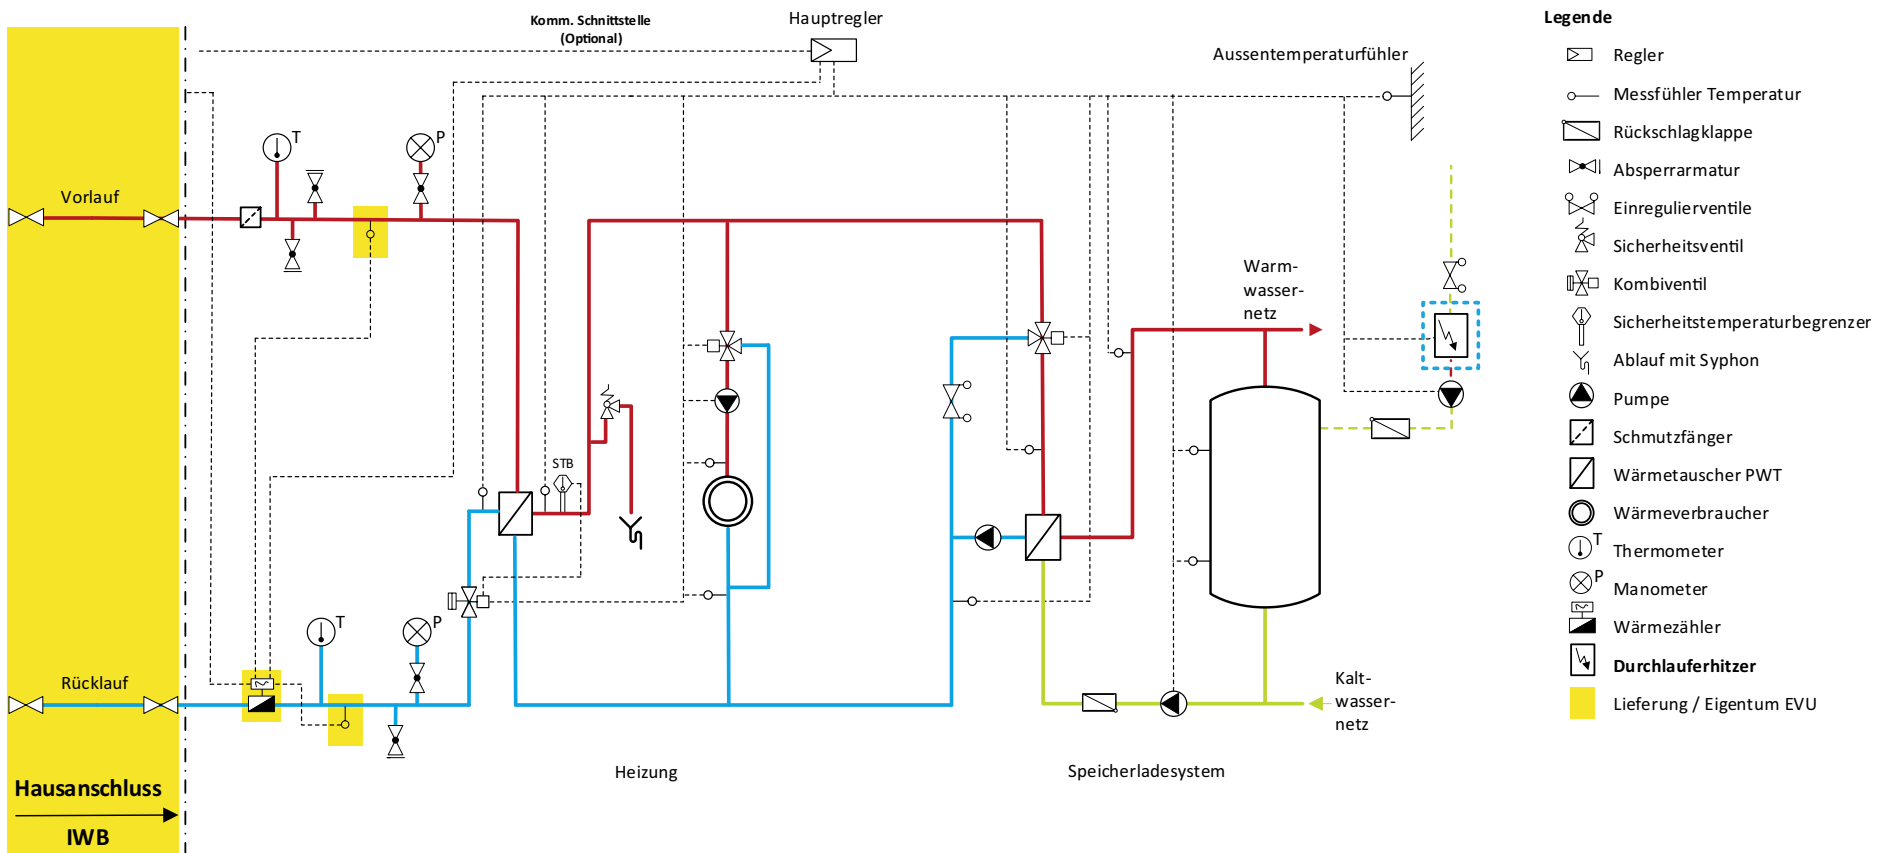 Komm. Schnittstelle
(Optional)
Hauptregler
Aussentemperaturfühler
T
P
Vorlauf
Warm-
wasser-
netz
STB
T
P
Rücklauf
Kalt-
wasser-
netz
Heizung
Speicherladesystem
Hausanschluss
IWB
Legende
Regler
Messfühler Temperatur
Rückschlagklappe
Absperrarmatur
Einregulierventile
Sicherheitsventil
Kombiventil
Sicherheitstemperaturbegrenzer
Ablauf mit Syphon
Pumpe
Schmutzfänger
Wärmetauscher PWT
Wärmeverbraucher
T Thermometer
P Manometer
Wärmezähler
Durchlauferhitzer
Lieferung / Eigentum EVU